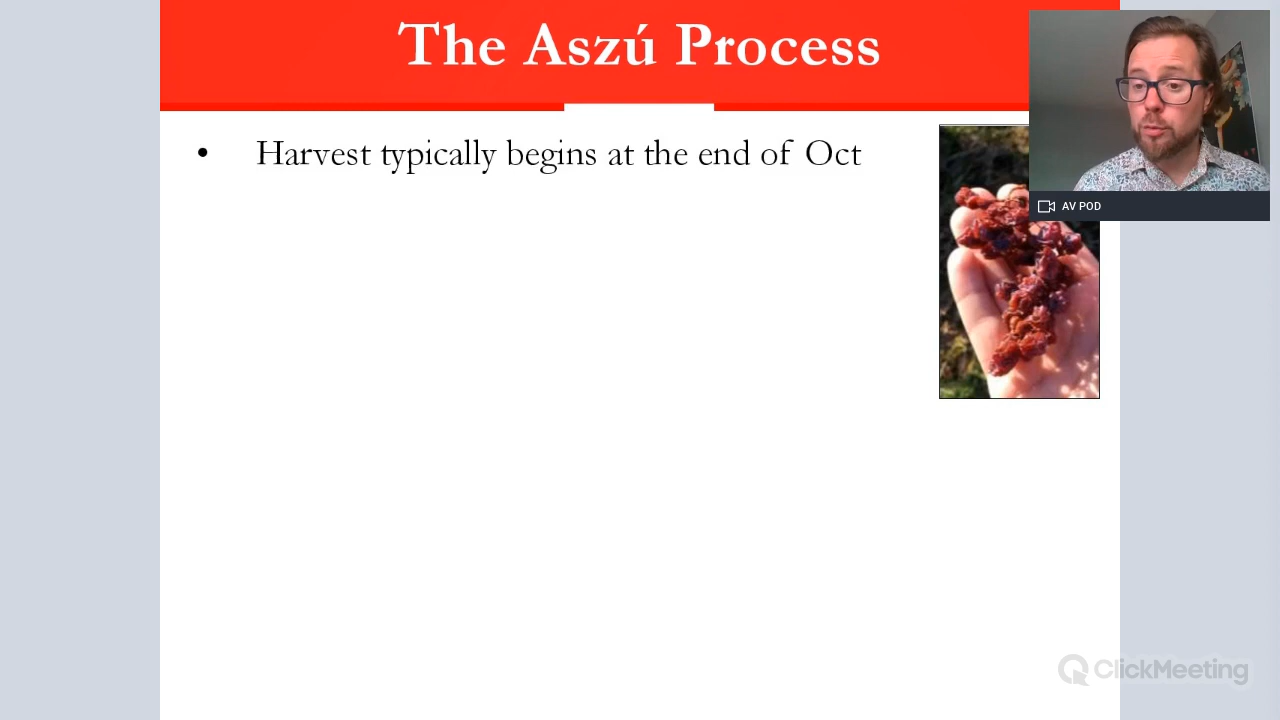 The Aszú Process
• Harvest typically begins at the end of Oct
AV POD
ClickMeeting